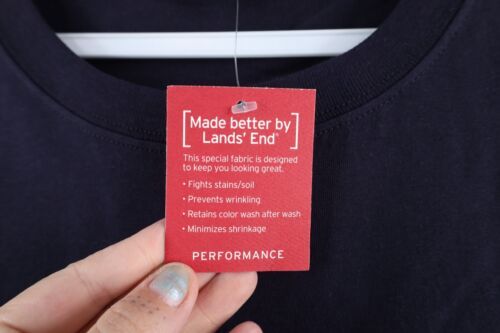 [Made better by
Lands' End®]
This special fabric is designed
to keep you looking great.
• Fights stains/soil
• Prevents wrinkling
• Retains color wash after wash
• Minimizes shrinkage
PERFORMANCE